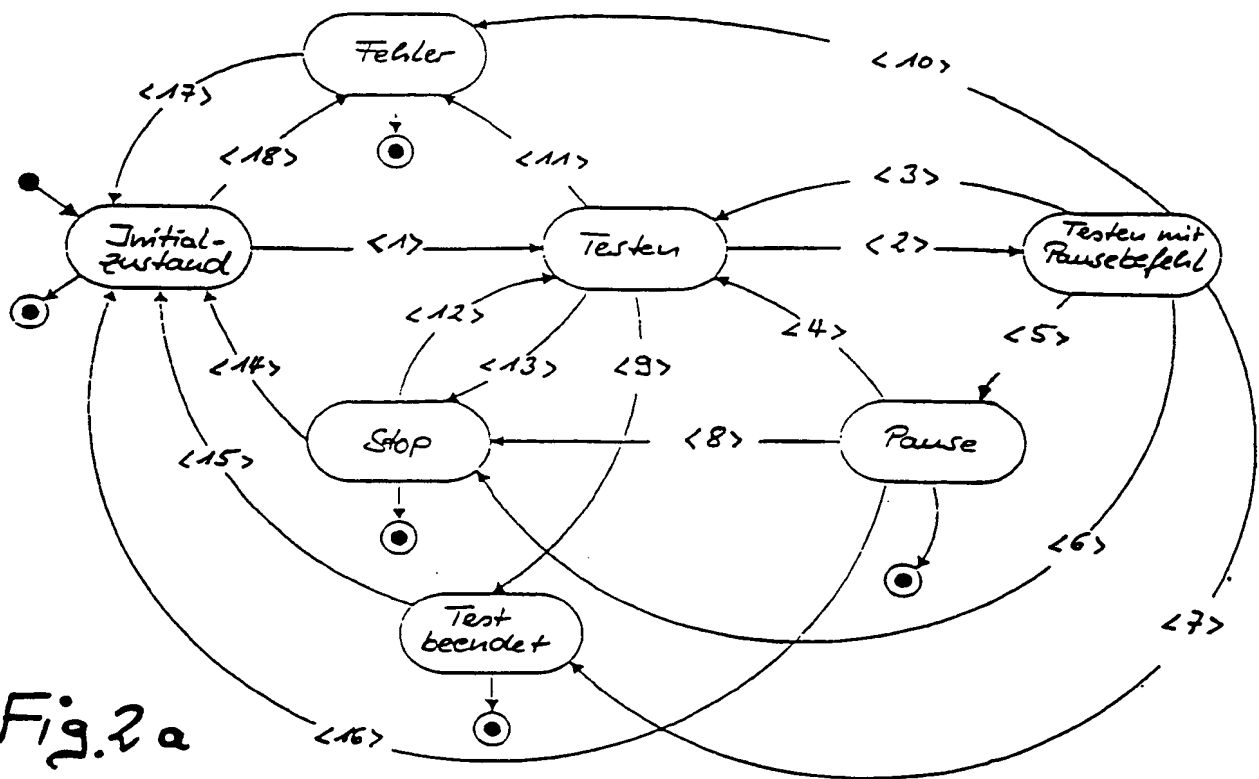 Fehler
<10>
<17>
<18>
<11>
<3>
Initial-
zustand
<1>
Testen
<2>
Testen mit
Pausebefehl
<12>
<4>
<5>
<14>
<13>
<9>
Stop
<8>
Pause
<15>
<6>
Test
beendet
<7>
<16>
Fig. 2a